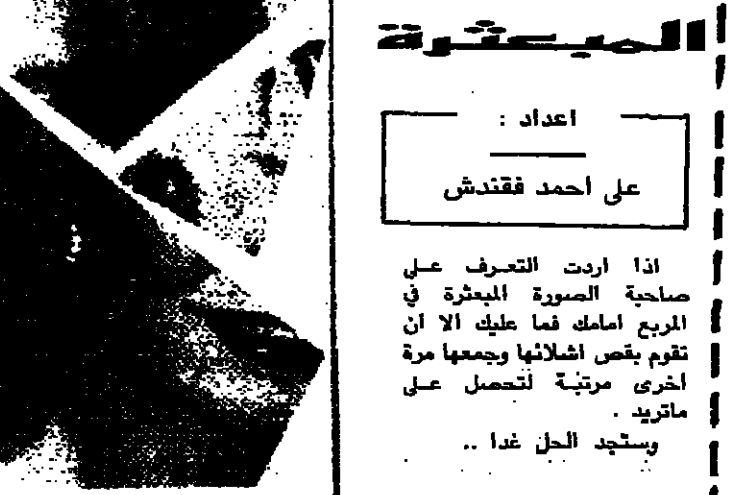 المبعثرة
اعداد :
على احمد فقندش
اذا اردت التعرف على
صاحبة الصورة المبعثرة في
المربع امامك فما عليك الا ان
تقوم بقص اشلائها وجمعها مرة
أخرى مرتبة لتحصل على
ماتريد .
وستجد الحل غدا ..